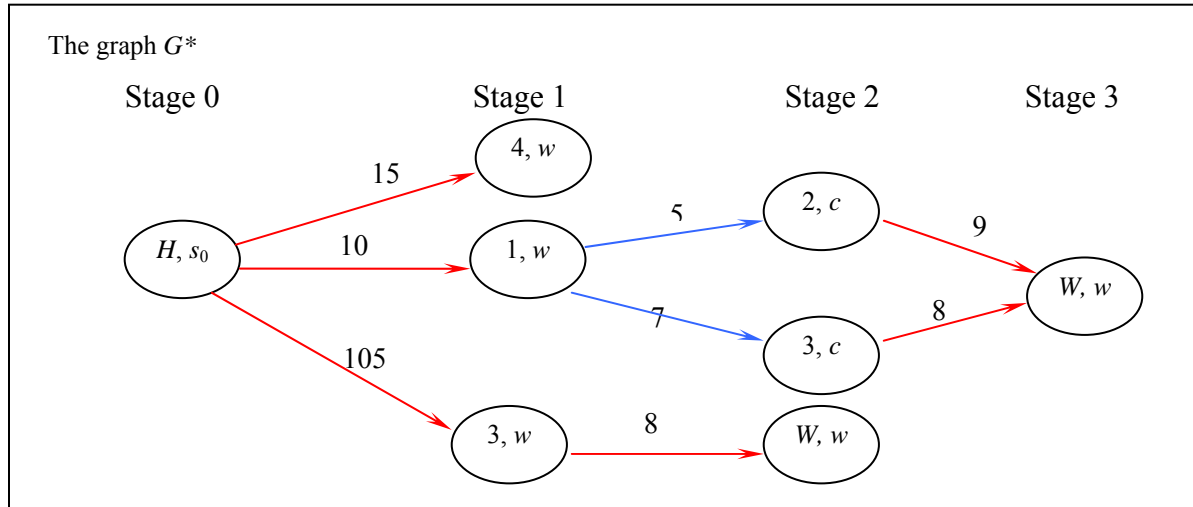 The graph G*
Stage 0 Stage 1 Stage 2 Stage 3
4, w
15
2, c
5
9
H, s₀
10
1, w
W, w
7
8
3, c
105
3, w
8
W, w